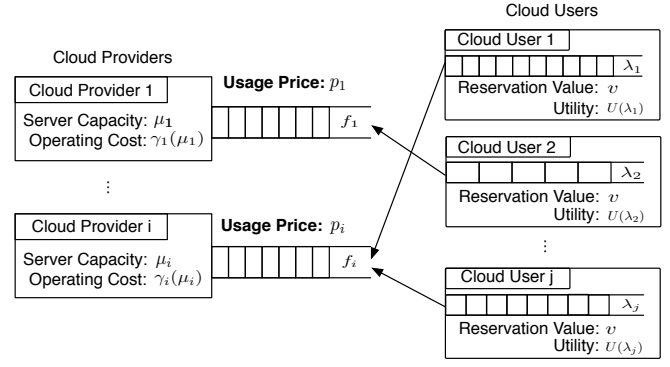 Cloud Providers
Cloud Provider 1
Server Capacity: μ₁
Operating Cost: γ₁(μ₁)
Usage Price: p₁
f₁
⋮
Cloud Provider i
Server Capacity: μᵢ
Operating Cost: γᵢ(μᵢ)
Usage Price: pᵢ
fᵢ
Cloud Users
Cloud User 1
λ₁
Reservation Value: v
Utility: U(λ₁)
Cloud User 2
λ₂
Reservation Value: v
Utility: U(λ₂)
⋮
Cloud User j
λⱼ
Reservation Value: v
Utility: U(λⱼ)